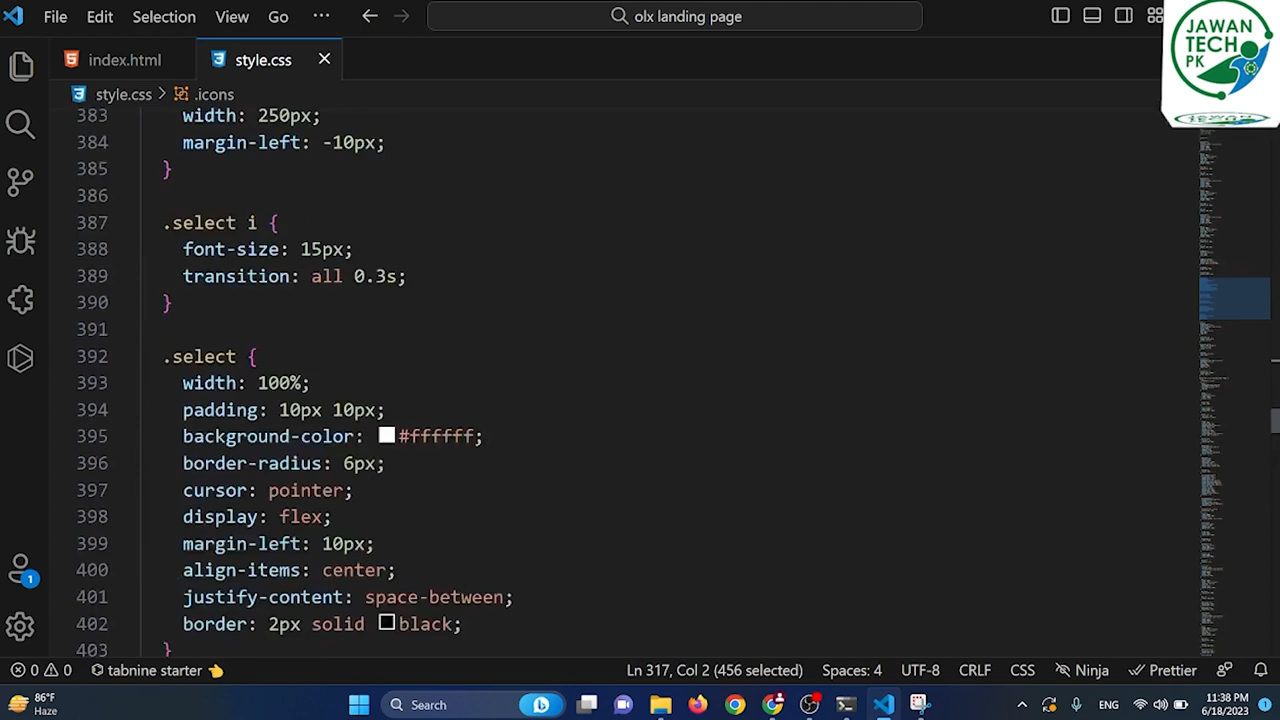 File Edit Selection View Go ··· olx landing page
JAWAN
TECH
PK
JAWAN
TECH
index.html style.css
style.css > .icons
383 width: 250px;
384 margin-left: -10px;
385 }
386
387 .select i {
388 font-size: 15px;
389 transition: all 0.3s;
390 }
391
392 .select {
393 width: 100%;
394 padding: 10px 10px;
395 background-color: #ffffff;
396 border-radius: 6px;
397 cursor: pointer;
398 display: flex;
399 margin-left: 10px;
400 align-items: center;
401 justify-content: space-between;
402 border: 2px solid black;
403 }
1
0 0 tabnine starter Ln 317, Col 2 (456 selected) Spaces: 4 UTF-8 CRLF CSS Ninja Prettier
86°F
Haze
Search
ENG
11:38 PM
6/18/2023
1